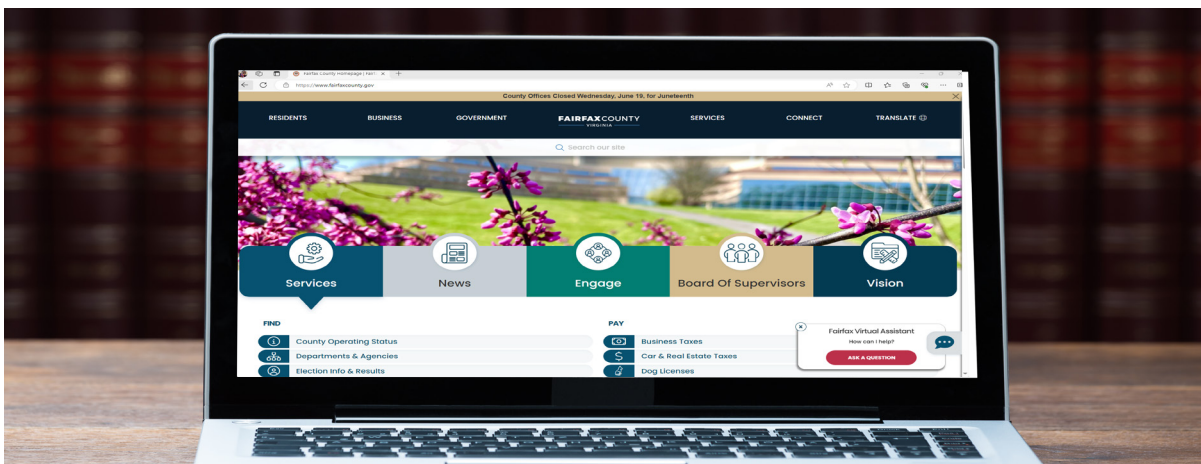 Fairfax County Homepage | Fairf
https://www.fairfaxcounty.gov
County Offices Closed Wednesday, June 19, for Juneteenth
RESIDENTS BUSINESS GOVERNMENT FAIRFAX COUNTY VIRGINIA SERVICES CONNECT TRANSLATE
Search our site
Services News Engage Board Of Supervisors Vision
FIND
County Operating Status
Departments & Agencies
Election Info & Results
PAY
Business Taxes
Car & Real Estate Taxes
Dog Licenses
Fairfax Virtual Assistant
How can I help?
ASK A QUESTION